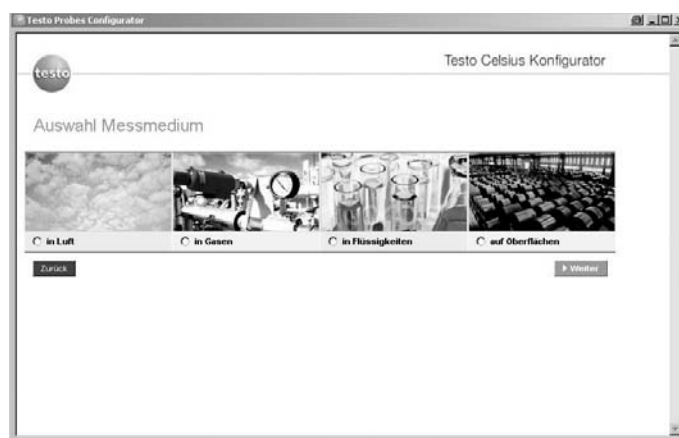 Testo Probes Configurator
Testo Celsius Konfigurator
testo
Auswahl Messmedium
in Luft
in Gasen
in Flüssigkeiten
auf Oberflächen
Zurück
Weiter